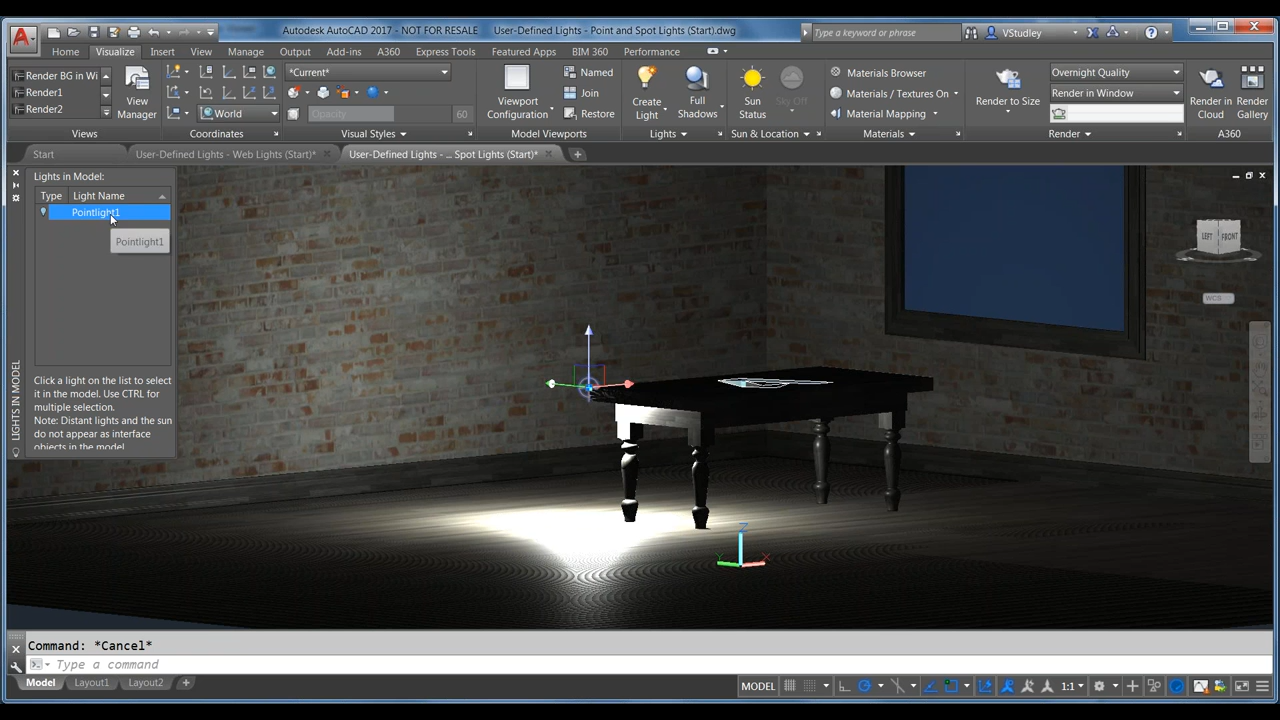 Autodesk AutoCAD 2017 - NOT FOR RESALE User-Defined Lights - Point and Spot Lights (Start).dwg
Type a keyword or phrase
VStudley
Home Visualize Insert View Manage Output Add-ins A360 Express Tools Featured Apps BIM 360 Performance
Render BG in Wi
Render1
Render2
View
Manager
Views
World
Coordinates
*Current*
Opacity 60
Visual Styles
Viewport
Configuration
Named
Join
Restore
Model Viewports
Create
Light
Full
Shadows
Lights
Sun
Status
Sky Off
Sun & Location
Materials Browser
Materials / Textures On
Material Mapping
Materials
Render to Size
Overnight Quality
Render in Window
Render
Render in
Cloud
Render
Gallery
A360
Start
User-Defined Lights - Web Lights (Start)*
User-Defined Lights - ... Spot Lights (Start)*
Lights in Model:
Type Light Name
Pointlight1
Pointlight1
Click a light on the list to select
it in the model. Use CTRL for
multiple selection.
Note: Distant lights and the sun
do not appear as interface
objects in the model.
LIGHTS IN MODEL
LEFT FRONT
WCS
Z
Y X
Command: *Cancel*
Type a command
Model Layout1 Layout2
MODEL
1:1